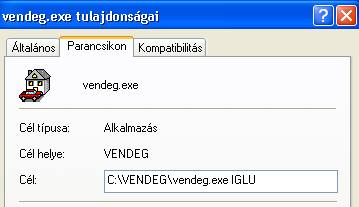 vendeg.exe tulajdonságai
Általános Parancsikon Kompatibilitás
vendeg.exe
Cél típusa: Alkalmazás
Cél helye: VENDEG
Cél: C:\VENDEG\vendeg.exe IGLU